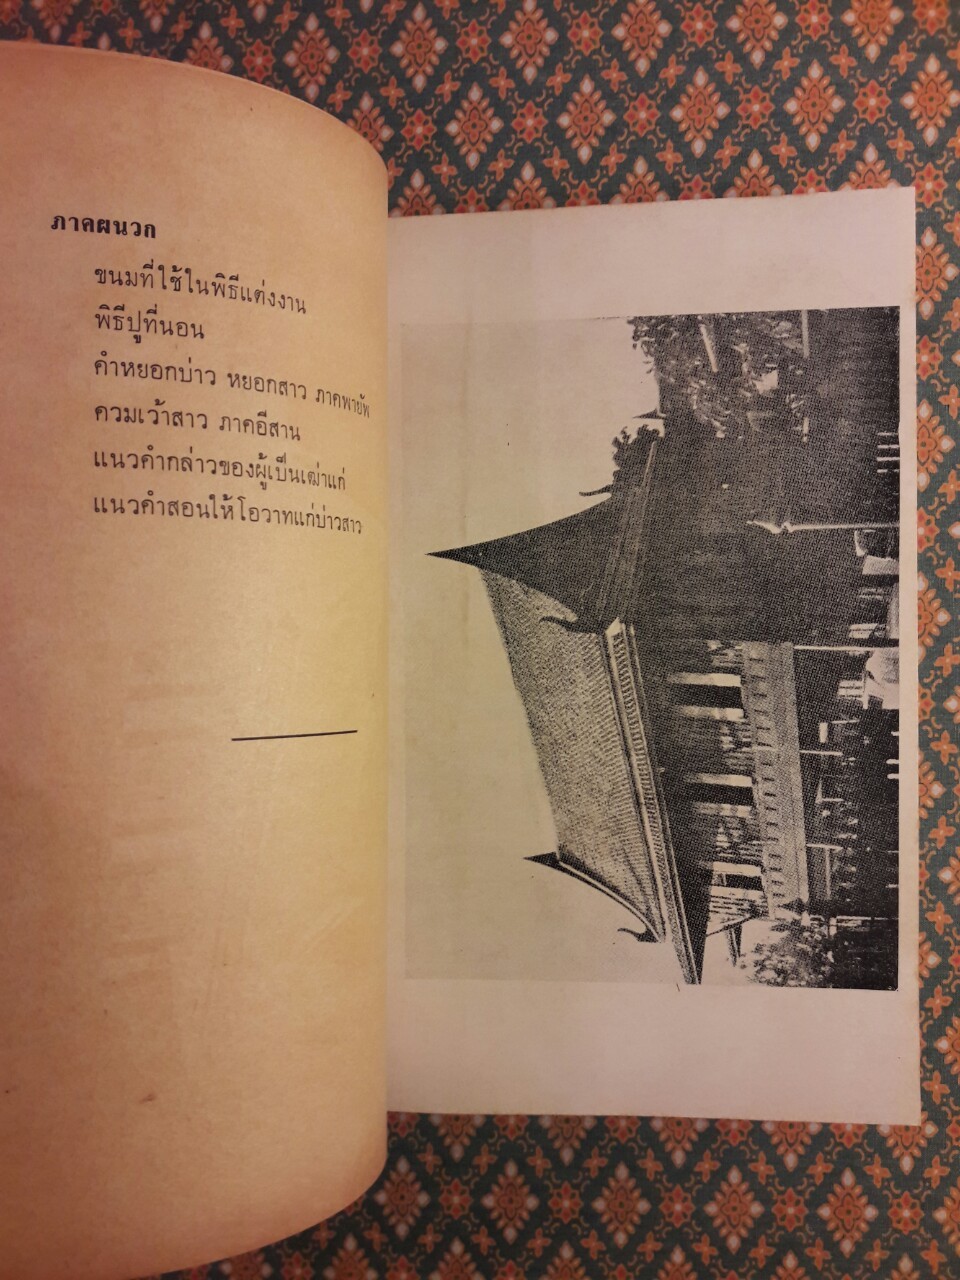 ภาคผนวก
ขนมที่ใช้ในพิธีแต่งงาน
พิธีปูที่นอน
คำหยอกบ่าว หยอกสาว ภาคพายัพ
ควมเว้าสาว ภาคอีสาน
แนวคำกล่าวของผู้เป็นเฒ่าแก่
แนวคำสอนให้โอวาทแก่บ่าวสาว